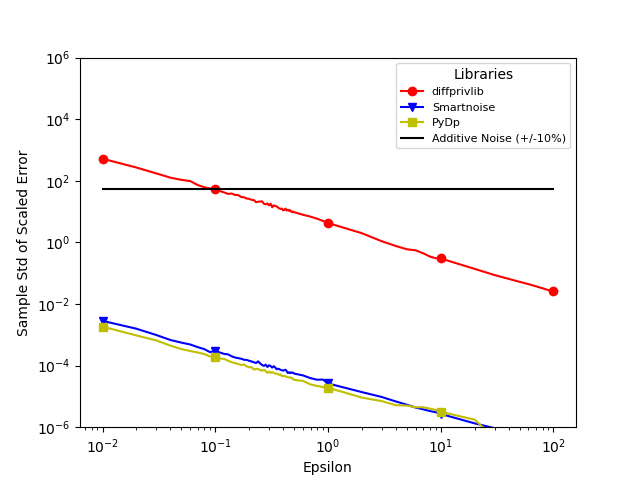 10^6
10^4
10^2
10^0
10^−2
10^−4
10^−6
Sample Std of Scaled Error
Libraries
diffprivlib
Smartnoise
PyDp
Additive Noise (+/-10%)
10^−2 10^−1 10^0 10^1 10^2
Epsilon